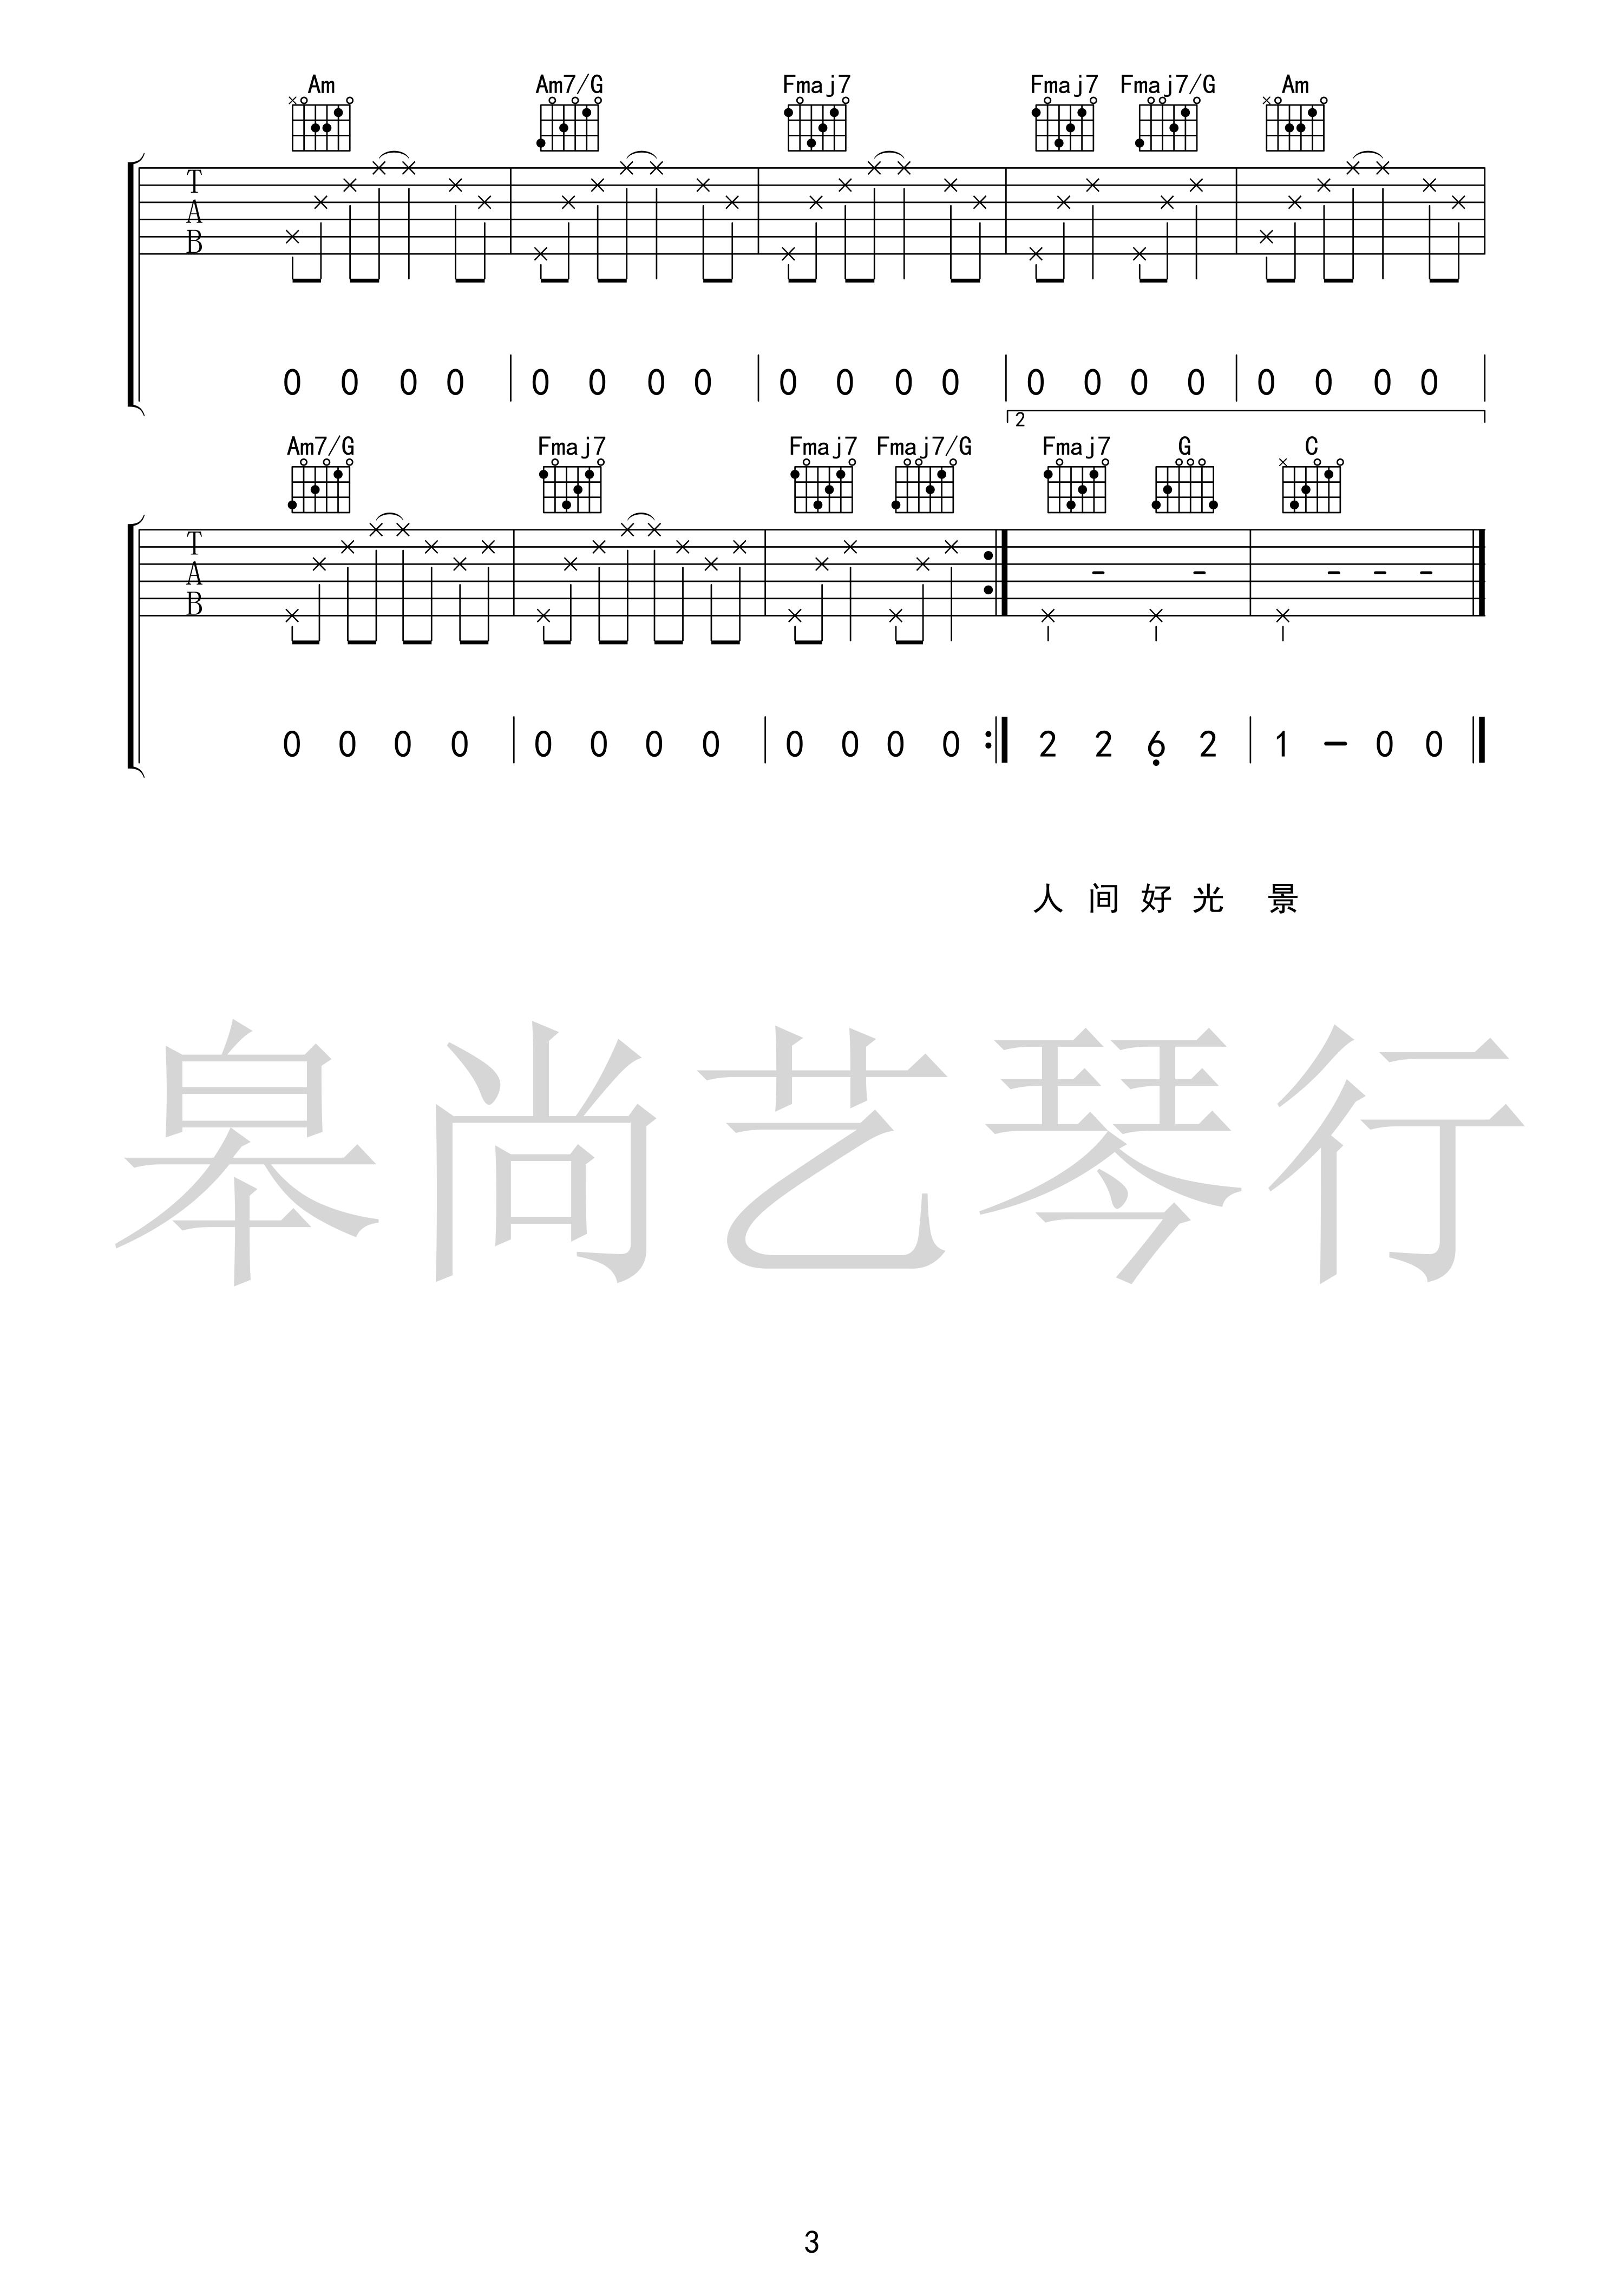 Am Am7/G Fmaj7 Fmaj7 Fmaj7/G Am
T
A
B
0 0 0 0 0 0 0 0 0 0 0 0 0 0 0 0 0 0 0 0
2
Am7/G Fmaj7 Fmaj7 Fmaj7/G Fmaj7 G C
T
A
B
0 0 0 0 0 0 0 0 0 0 0 0 2 2 6 2 1 - 0 0
人 间 好 光 景
皋尚艺琴行
3